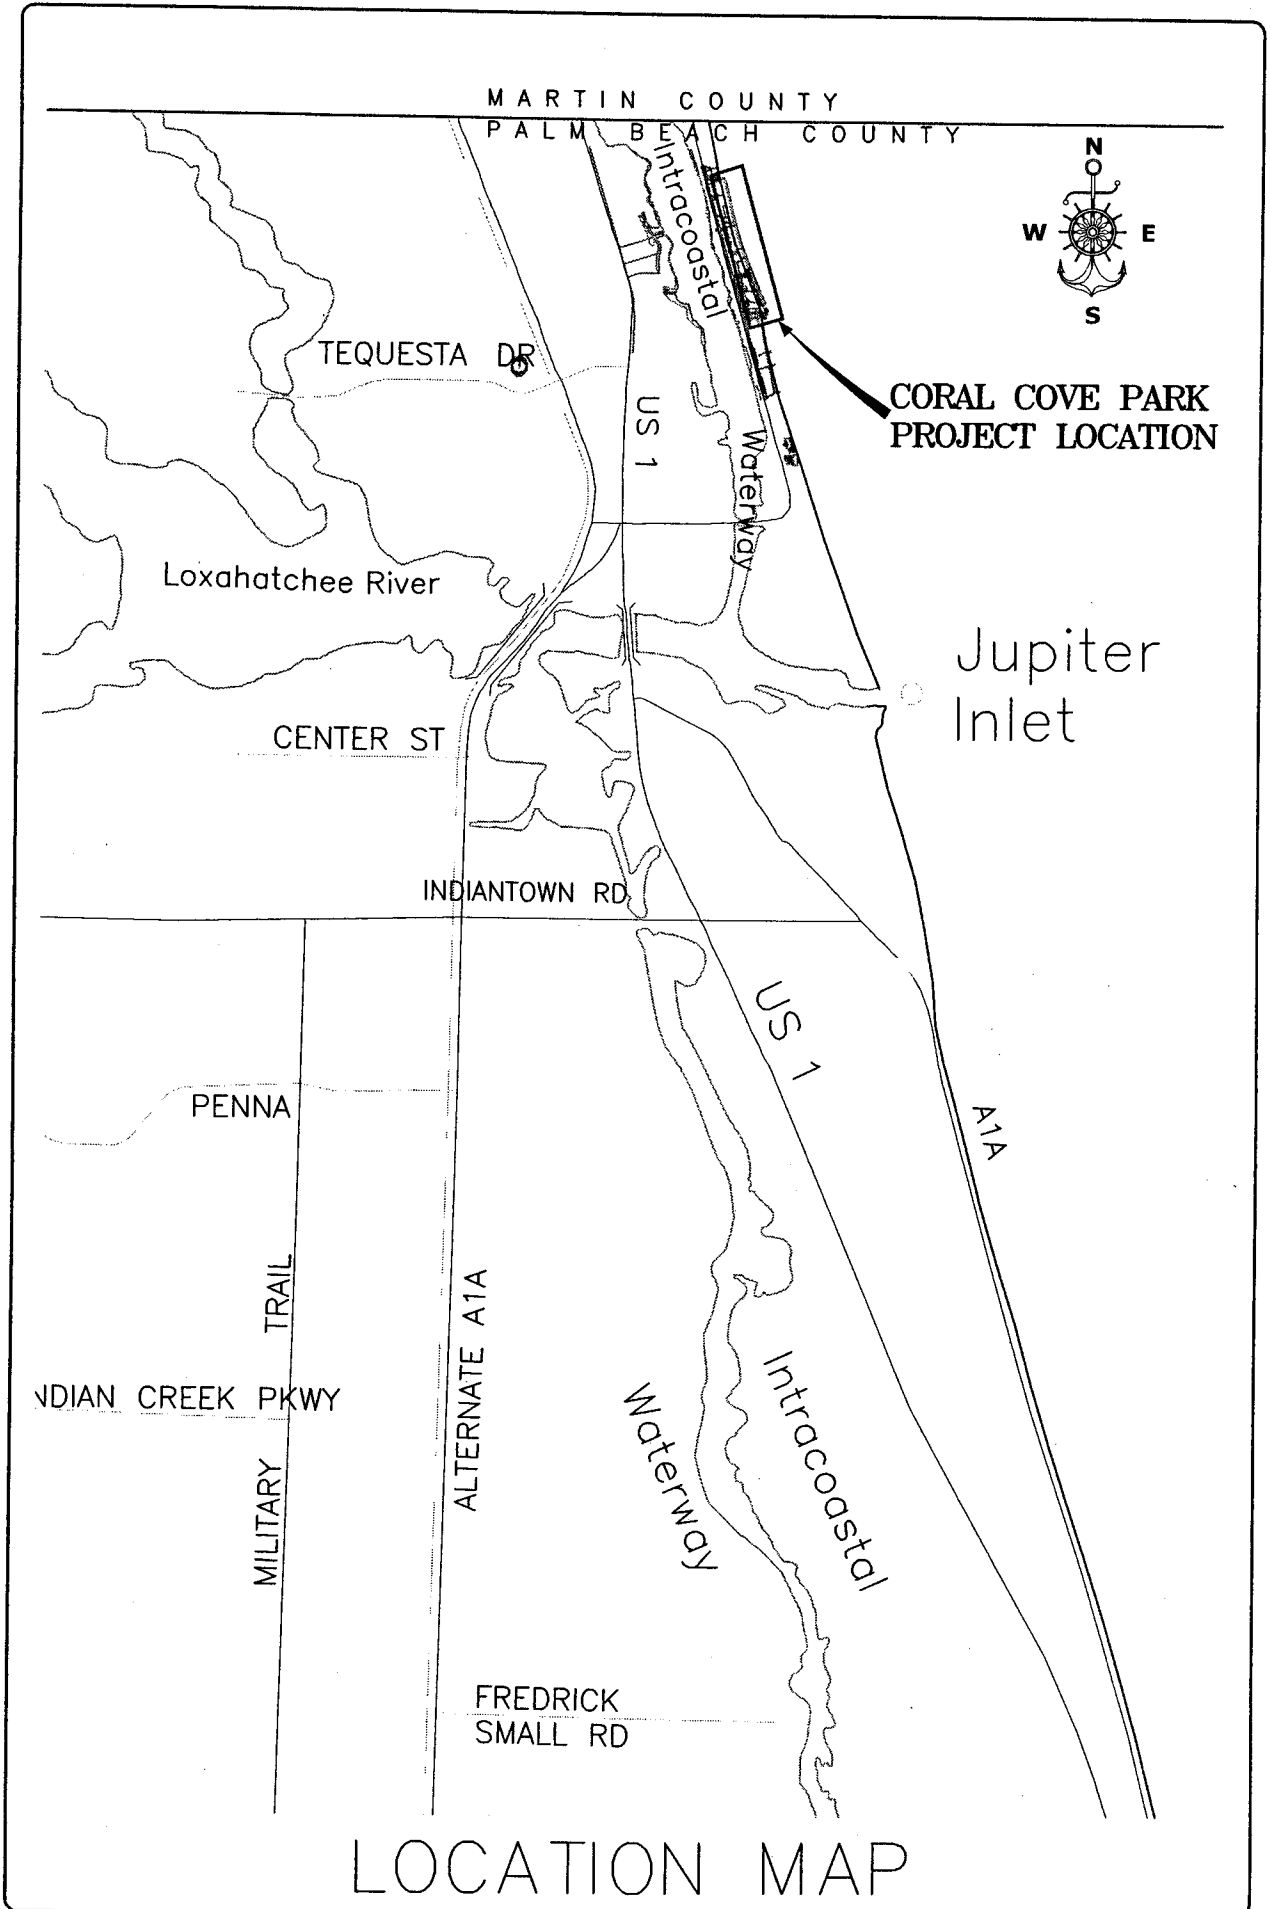 MARTIN COUNTY
PALM BEACH COUNTY
N
W E
S
Intracoastal
TEQUESTA DR
CORAL COVE PARK
PROJECT LOCATION
US 1
Waterway
Loxahatchee River
Jupiter
Inlet
CENTER ST
INDIANTOWN RD
US 1
PENNA
A1A
MILITARY TRAIL
ALTERNATE A1A
NDIAN CREEK PKWY
Intracoastal
Waterway
FREDRICK
SMALL RD
LOCATION MAP